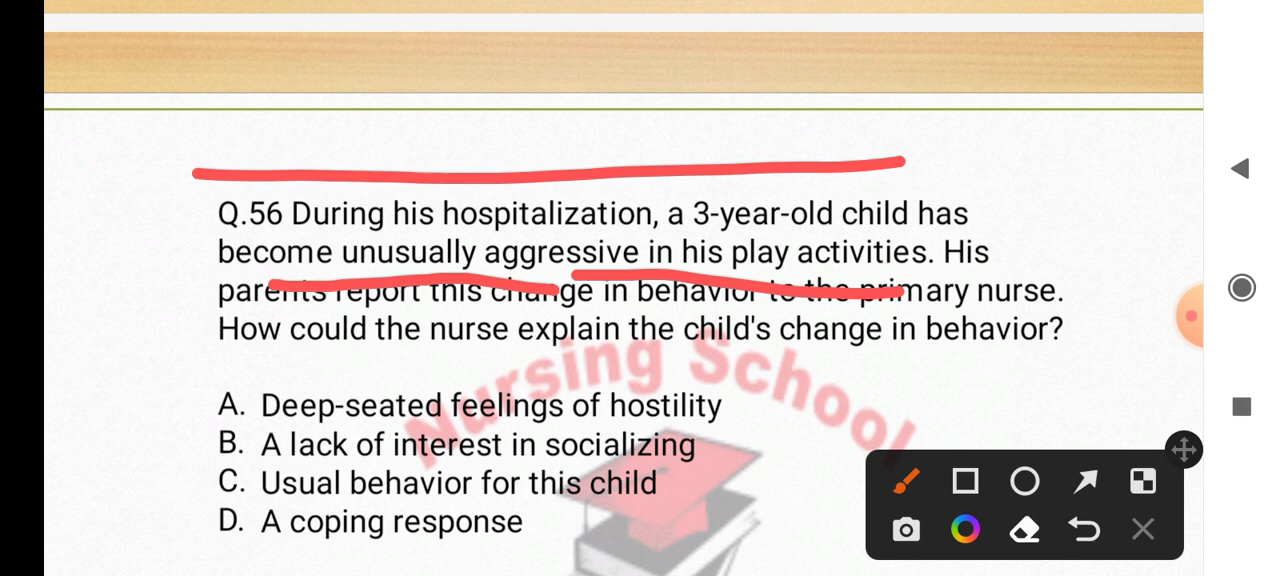 Q.56 During his hospitalization, a 3-year-old child has
become unusually aggressive in his play activities. His
parents report this change in behavior to the primary nurse.
How could the nurse explain the child's change in behavior?
A. Deep-seated feelings of hostility
B. A lack of interest in socializing
C. Usual behavior for this child
D. A coping response
Nursing School